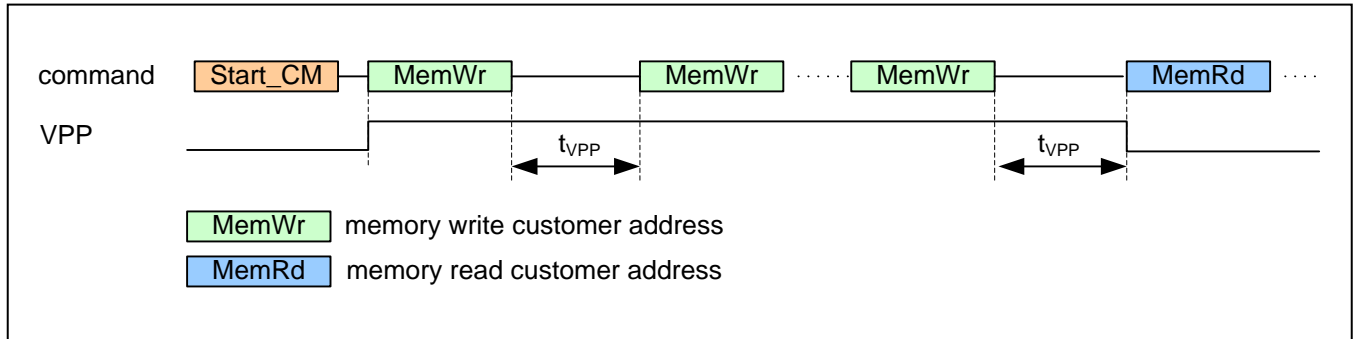 command Start_CM MemWr MemWr ...... MemWr MemRd ....
VPP
tVPP tVPP
MemWr memory write customer address
MemRd memory read customer address